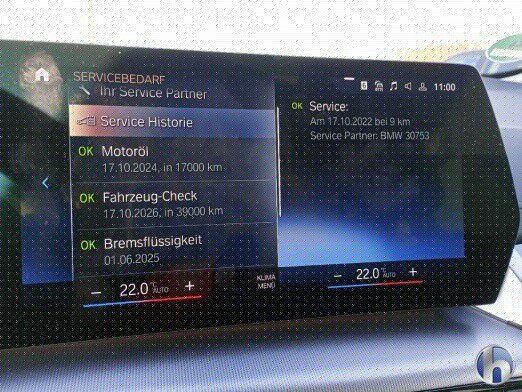 SERVICEBEDARF
11:00
Ihr Service Partner
Service Historie
OK Motoröl
17.10.2024, in 17000 km
OK Fahrzeug-Check
17.10.2026, in 39000 km
OK Bremsflüssigkeit
01.06.2025
OK Service:
Am 17.10.2022 bei 9 km
Service Partner: BMW 30753
− 22.0 °C AUTO +
KLIMA
MENÜ
− 22.0 °C AUTO +
h